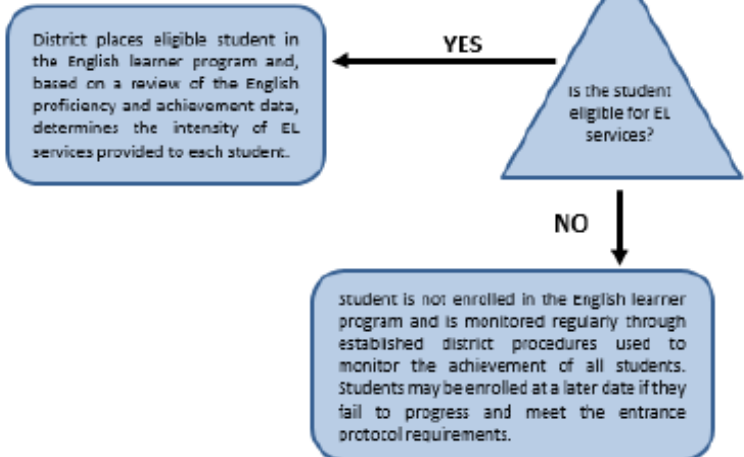 District places eligible student in
the English learner program and,
based on a review of the English
proficiency and achievement data,
determines the intensity of EL
services provided to each student.
YES
Is the student
eligible for EL
services?
NO
Student is not enrolled in the English learner
program and is monitored regularly through
established district procedures used to
monitor the achievement of all students.
Students may be enrolled at a later date if they
fail to progress and meet the entrance
protocol requirements.